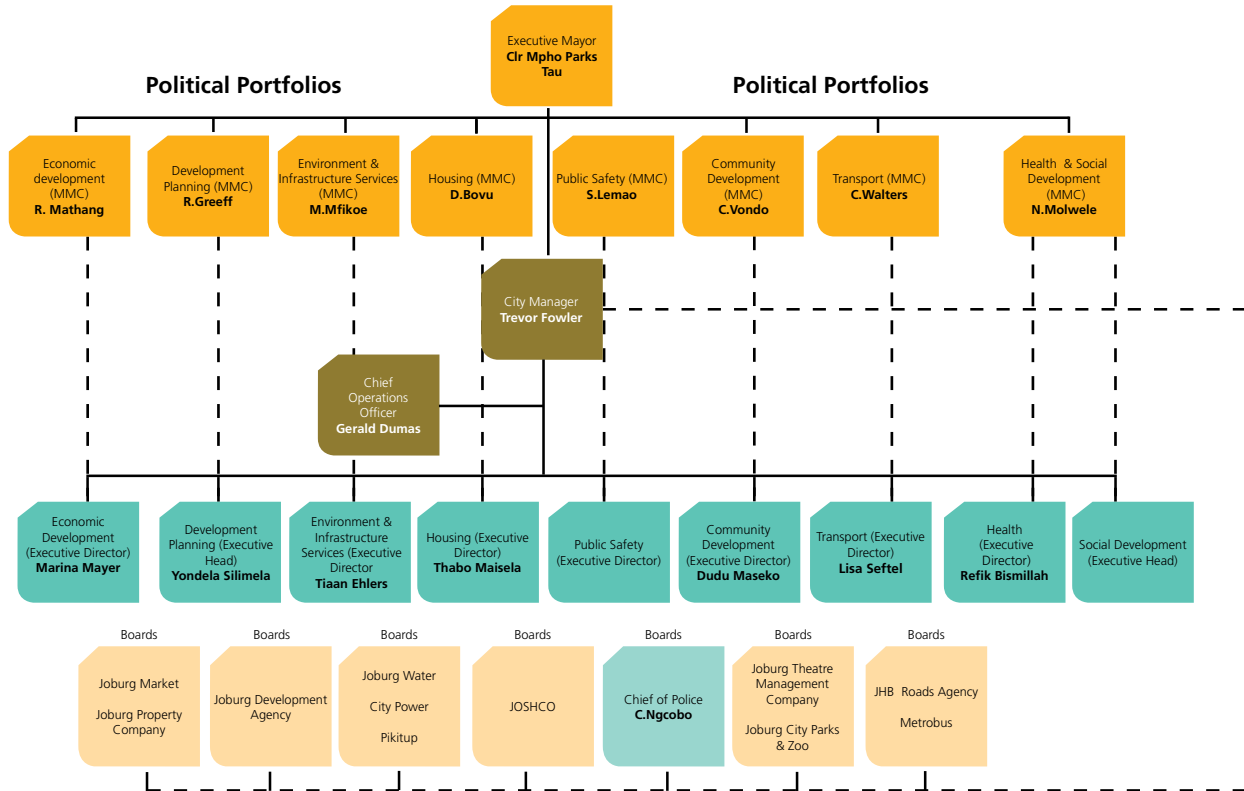 Executive Mayor
Clr Mpho Parks
Tau
Political Portfolios
Political Portfolios
Economic
development
(MMC)
R. Mathang
Development
Planning (MMC)
R.Greeff
Environment &
Infrastructure Services
(MMC)
M.Mfikoe
Housing (MMC)
D.Bovu
Public Safety (MMC)
S.Lemao
Community
Development
(MMC)
C.Vondo
Transport (MMC)
C.Walters
Health & Social
Development
(MMC)
N.Molwele
City Manager
Trevor Fowler
Chief
Operations
Officer
Gerald Dumas
Economic
Development
(Executive Director)
Marina Mayer
Development
Planning (Executive
Head)
Yondela Silimela
Environment &
Infrastructure
Services (Executive
Director
Tiaan Ehlers
Housing (Executive
Director)
Thabo Maisela
Public Safety
(Executive Director)
Community
Development
(Executive Director)
Dudu Maseko
Transport (Executive
Director)
Lisa Seftel
Health
(Executive
Director)
Refik Bismillah
Social Development
(Executive Head)
Boards
Joburg Market
Joburg Property
Company
Boards
Joburg Development
Agency
Boards
Joburg Water
City Power
Pikitup
Boards
JOSHCO
Boards
Chief of Police
C.Ngcobo
Boards
Joburg Theatre
Management
Company
Joburg City Parks
& Zoo
Boards
JHB Roads Agency
Metrobus